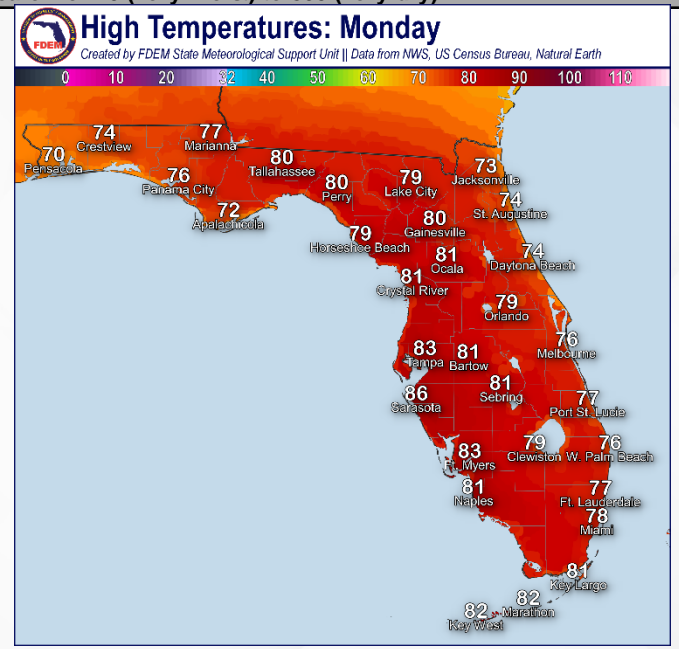 High Temperatures: Monday
Created by FDEM State Meteorological Support Unit || Data from NWS, US Census Bureau, Natural Earth
FDEM
0 10 20 32 40 50 60 70 80 90 100 110
74
Crestview
77
Marianna
70
Pensacola
76
Panama City
80
Tallahassee
80
Perry
79
Lake City
73
Jacksonville
72
Apalachicola
74
St. Augustine
80
Gainesville
79
Horseshoe Beach
81
Ocala
74
Daytona Beach
81
Crystal River
79
Orlando
76
Melbourne
83
Tampa
81
Bartow
81
Sebring
86
Sarasota
77
Port St. Lucie
83
Ft. Myers
79
Clewiston
76
W. Palm Beach
81
Naples
77
Ft. Lauderdale
78
Miami
81
Key Largo
82
Marathon
82
Key West